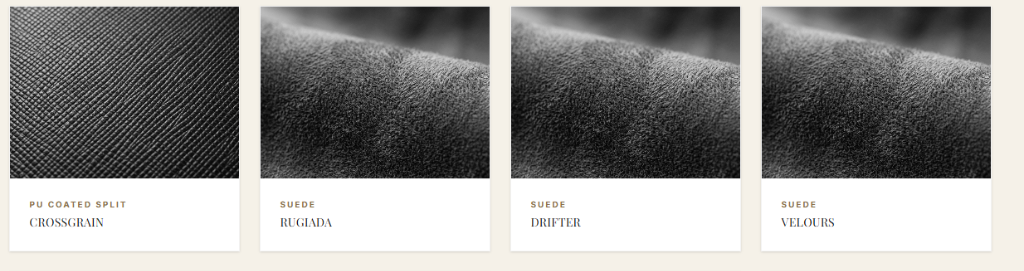 PU COATED SPLIT
CROSSGRAIN
SUEDE
RUGIADA
SUEDE
DRIFTER
SUEDE
VELOURS